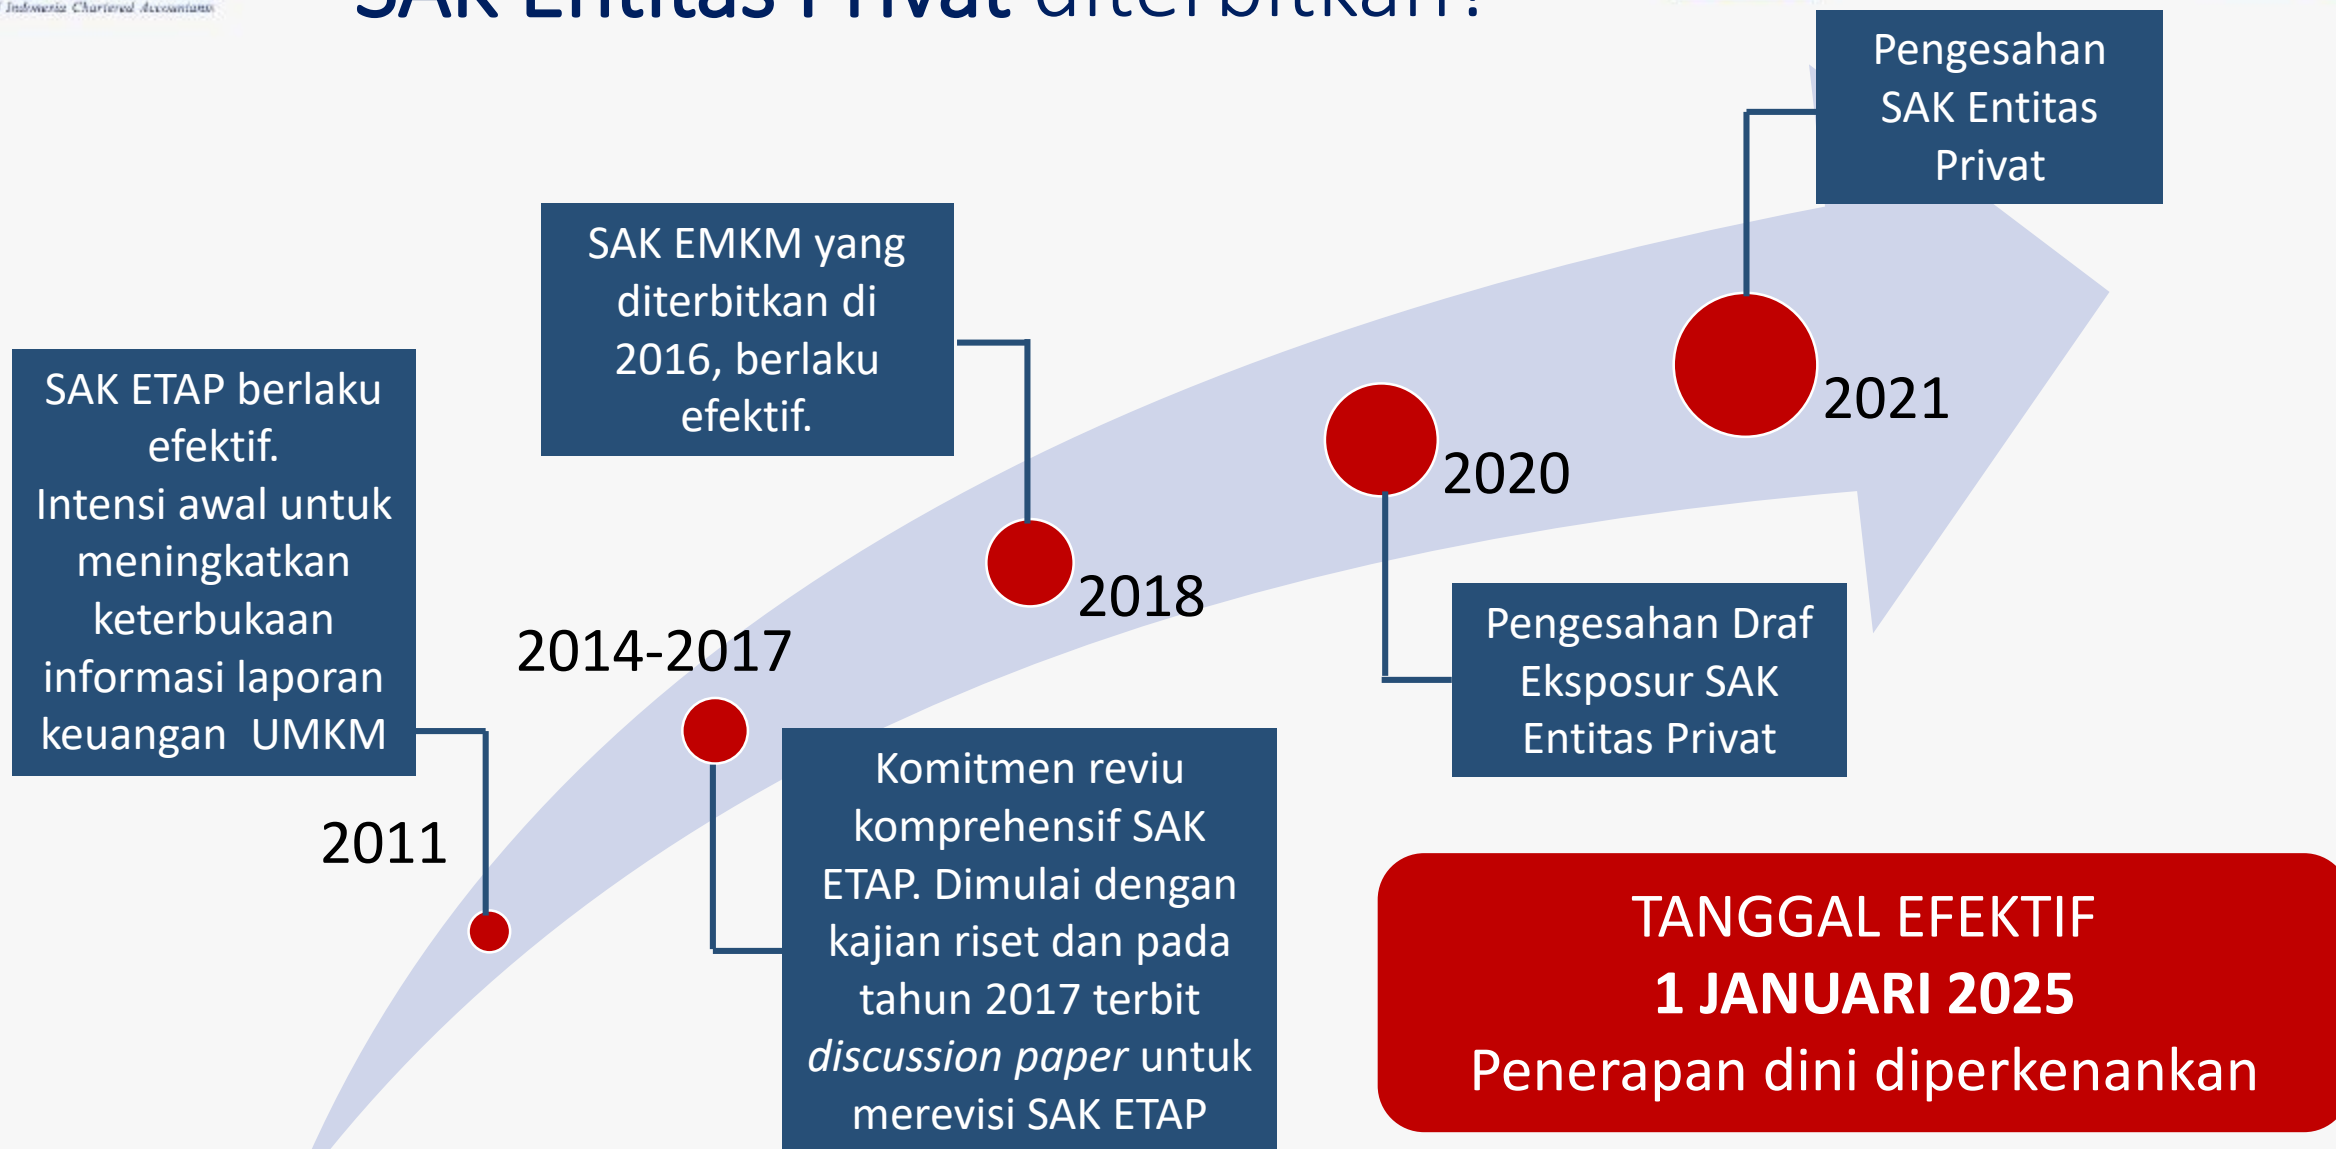 Indonesia Chartered Accountants
SAK Entitas Privat diterbitkan?
Pengesahan
SAK Entitas
Privat
SAK EMKM yang
diterbitkan di
2016, berlaku
efektif.
SAK ETAP berlaku
efektif.
Intensi awal untuk
meningkatkan
keterbukaan
informasi laporan
keuangan UMKM
2021
2020
2018
2014-2017
2011
Pengesahan Draf
Eksposur SAK
Entitas Privat
Komitmen reviu
komprehensif SAK
ETAP. Dimulai dengan
kajian riset dan pada
tahun 2017 terbit
discussion paper untuk
merevisi SAK ETAP
TANGGAL EFEKTIF
1 JANUARI 2025
Penerapan dini diperkenankan